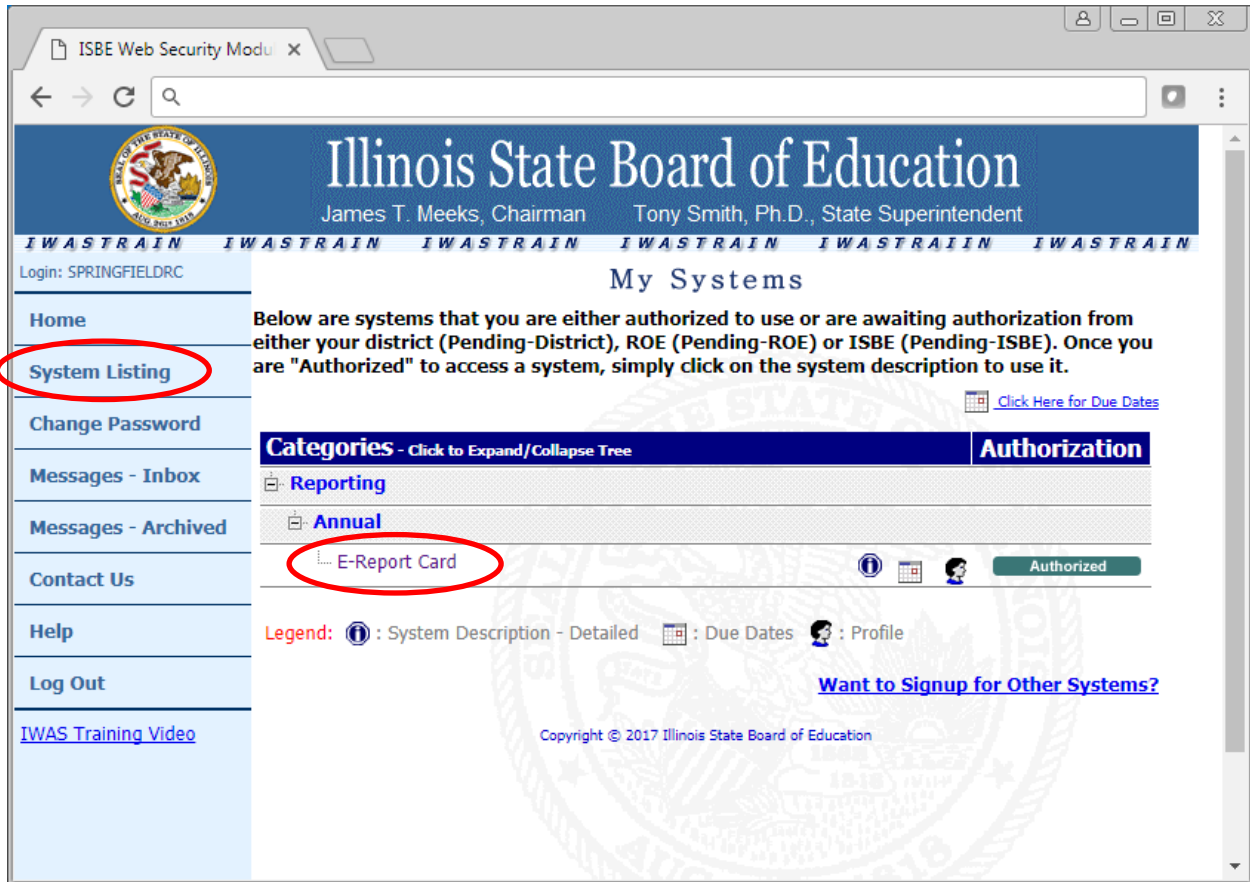 ISBE Web Security Modu
Illinois State Board of Education
James T. Meeks, Chairman Tony Smith, Ph.D., State Superintendent
IWASTRAIN IWASTRAIN IWASTRAIN IWASTRAIN IWASTRAIIN IWASTRAIN
Login: SPRINGFIELDRC
My Systems
Home
System Listing
Change Password
Messages - Inbox
Messages - Archived
Contact Us
Help
Log Out
IWAS Training Video
Below are systems that you are either authorized to use or are awaiting authorization from
either your district (Pending-District), ROE (Pending-ROE) or ISBE (Pending-ISBE). Once you
are "Authorized" to access a system, simply click on the system description to use it.
Click Here for Due Dates
Categories - Click to Expand/Collapse Tree Authorization
Reporting
Annual
E-Report Card Authorized
Legend: : System Description - Detailed : Due Dates : Profile
Want to Signup for Other Systems?
Copyright © 2017 Illinois State Board of Education